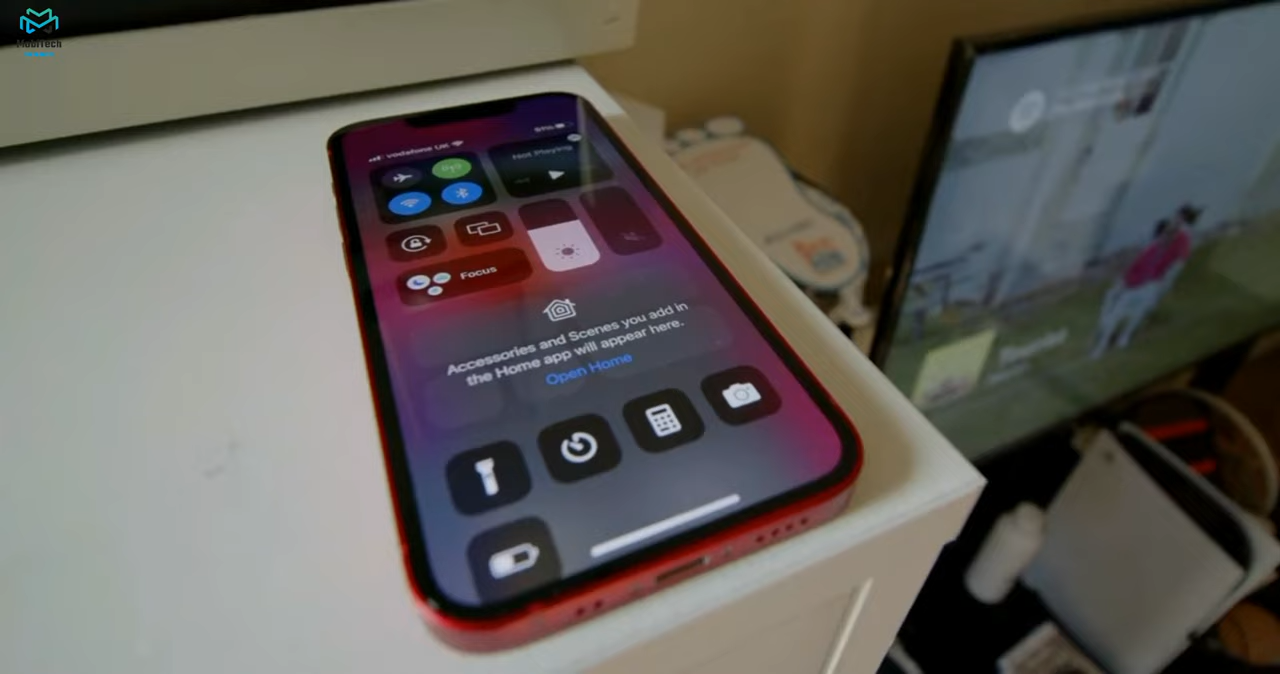 MobiTech
vodafone UK
61%
Not Playing
Focus
Accessories and Scenes you add in
the Home app will appear here.
Open Home